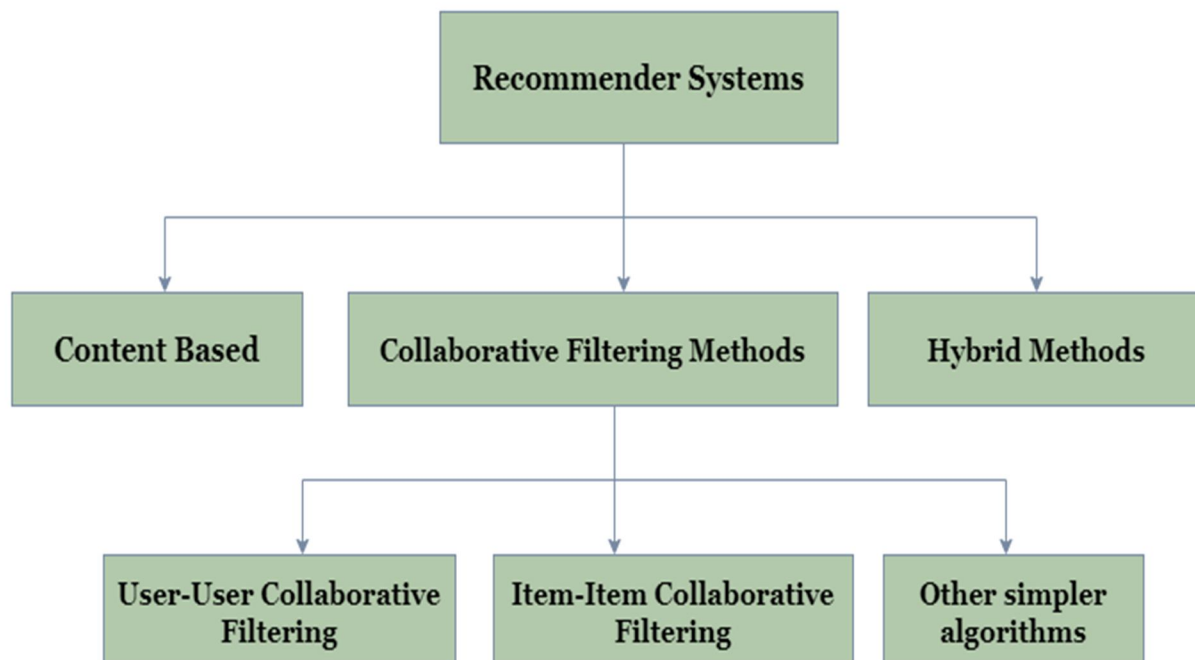 Recommender Systems
Content Based
Collaborative Filtering Methods
Hybrid Methods
User-User Collaborative
Filtering
Item-Item Collaborative
Filtering
Other simpler
algorithms